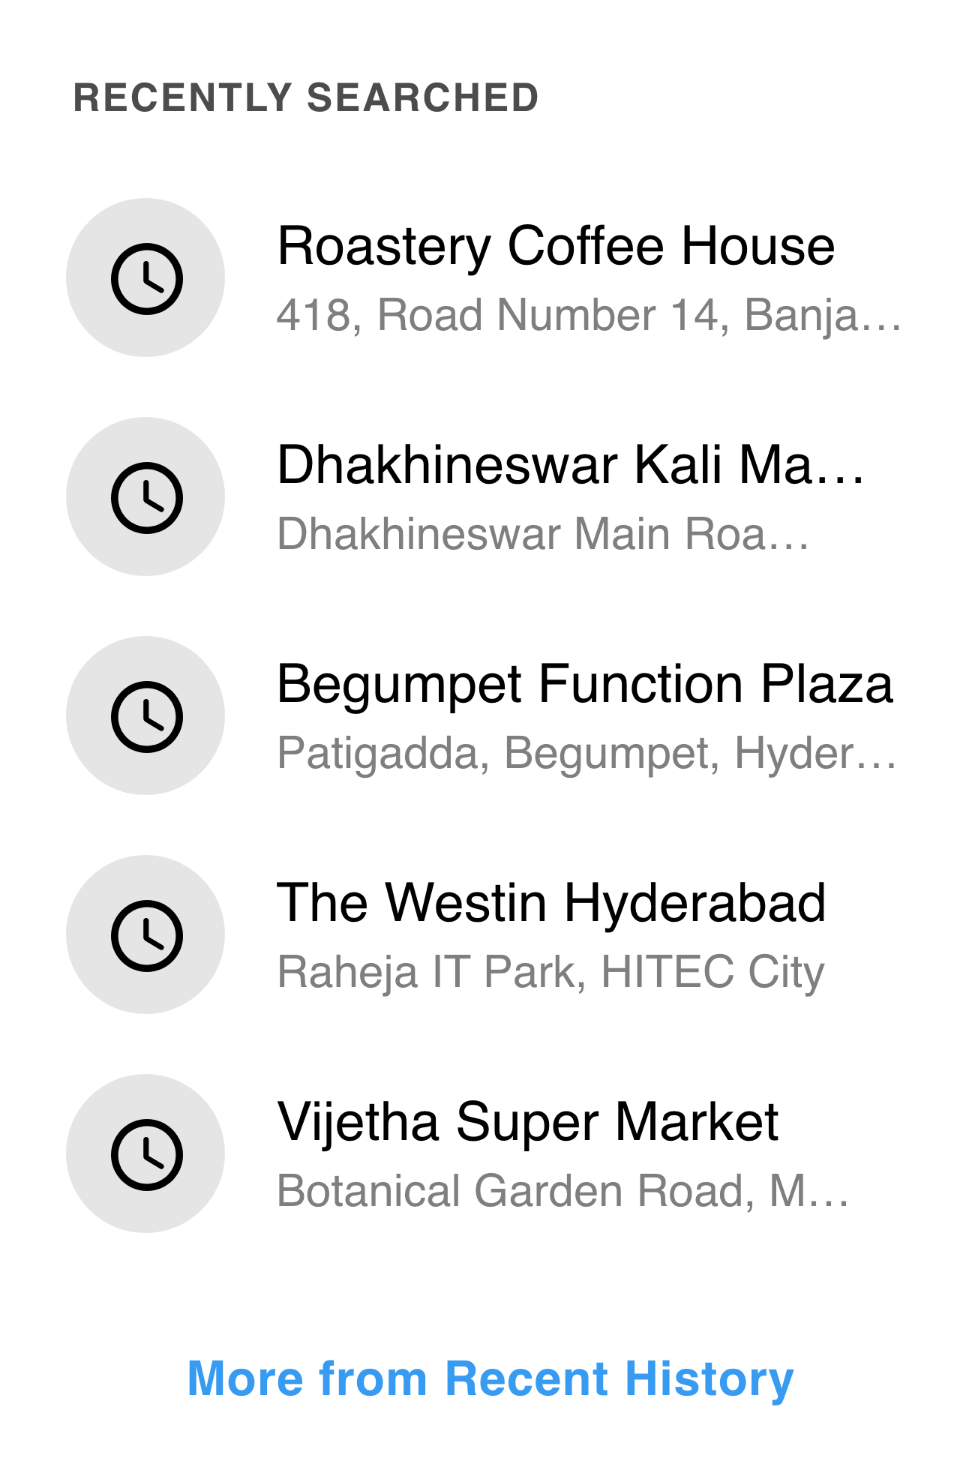 RECENTLY SEARCHED
Roastery Coffee House
418, Road Number 14, Banja...
Dhakhineswar Kali Ma...
Dhakhineswar Main Roa...
Begumpet Function Plaza
Patigadda, Begumpet, Hyder...
The Westin Hyderabad
Raheja IT Park, HITEC City
Vijetha Super Market
Botanical Garden Road, M...
More from Recent History